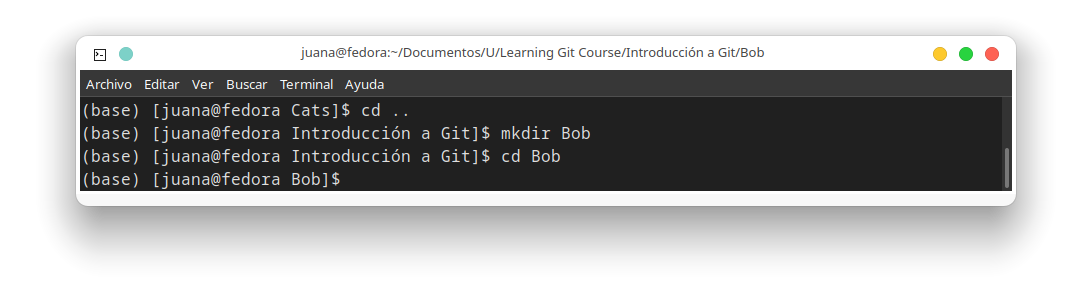 juana@fedora:~/Documentos/U/Learning Git Course/Introducción a Git/Bob
Archivo Editar Ver Buscar Terminal Ayuda
(base) [juana@fedora Cats]$ cd ..
(base) [juana@fedora Introducción a Git]$ mkdir Bob
(base) [juana@fedora Introducción a Git]$ cd Bob
(base) [juana@fedora Bob]$